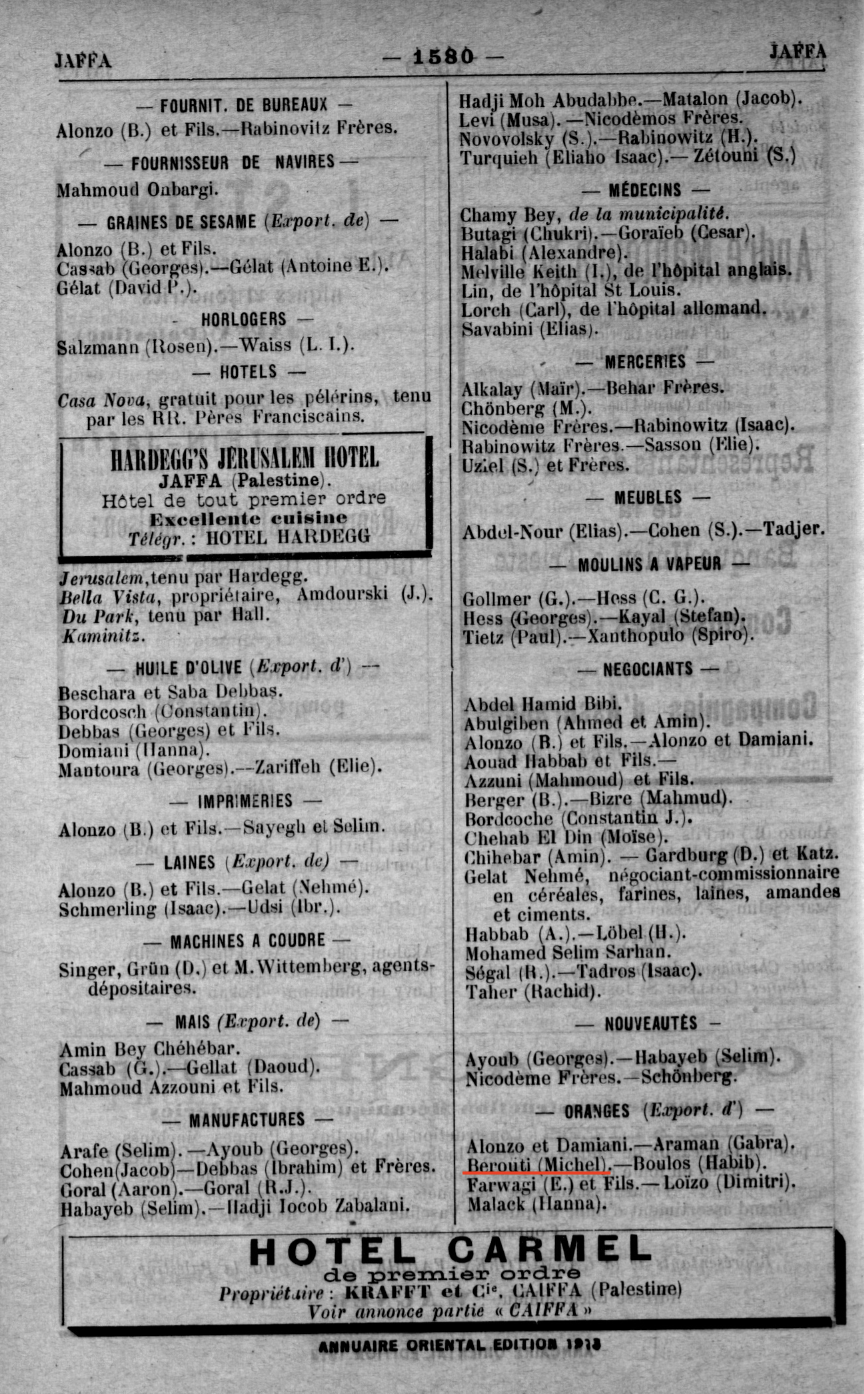 JAFFA — 1580 — JAFFA
— FOURNIT. DE BUREAUX —
Alonzo (B.) et Fils.—Rabinovitz Frères.
— FOURNISSEUR DE NAVIRES —
Mahmoud Onbargi.
— GRAINES DE SESAME (Export. de) —
Alonzo (B.) et Fils.
Cassab (Georges).—Gélat (Antoine E.).
Gélat (David P.).
- HORLOGERS —
Salzmann (Rosen).—Waiss (L. I.).
— HOTELS —
Casa Nova, gratuit pour les pélérins, tenu
par les RR. Pères Franciscains.
HARDEGG'S JERUSALEM HOTEL
JAFFA (Palestine).
Hôtel de tout premier ordre
Excellente cuisine
Télégr. : HOTEL HARDEGG
Jerusalem, tenu par Hardegg.
Bella Vista, propriétaire, Amdourski (J.).
Du Park, tenu par Hall.
Kaminitz.
— HUILE D'OLIVE (Export. d') —
Beschara et Saba Debbas.
Bordcosch (Constantin).
Debbas (Georges) et Fils.
Domiani (Hanna).
Mantoura (Georges).—Zariffeh (Elie).
— IMPRIMERIES —
Alonzo (B.) et Fils.—Sayegh et Selim.
— LAINES (Export. de) —
Alonzo (B.) et Fils.—Gelat (Nehmé).
Schmerling (Isaac).—Udsi (Ibr.).
— MACHINES A COUDRE —
Singer, Grün (D.) et M. Wittemberg, agents-
dépositaires.
— MAIS (Export. de) —
Amin Bey Chéhébar.
Cassab (G.).—Gellat (Daoud).
Mahmoud Azzouni et Fils.
— MANUFACTURES —
Arafe (Selim).—Ayoub (Georges).
Cohen (Jacob)—Debbas (Ibrahim) et Frères.
Goral (Aaron).—Goral (R.J.).
Habayeb (Selim).—Hadji Iocob Zabalani.
Hadji Moh Abudabbe.—Matalon (Jacob).
Levi (Musa).—Nicodèmos Frères.
Novovolsky (S.).—Rabinowitz (H.).
Turquieh (Eliaho Isaac).—Zétouni (S.)
— MÉDECINS —
Chamy Bey, de la municipalité.
Butagi (Chukri).—Goraïeb (Cesar).
Halabi (Alexandre).
Melville Keith (I.), de l'hôpital anglais.
Lin, de l'hôpital St Louis.
Lorch (Carl), de l'hôpital allemand.
Savabini (Elias).
— MERCERIES —
Alkalay (Maïr).—Behar Frères.
Chönberg (M.).
Nicodème Frères.—Rabinowitz (Isaac).
Rabinowitz Frères.—Sasson (Elie).
Uziel (S.) et Frères.
— MEUBLES —
Abdel-Nour (Elias).—Cohen (S.).—Tadjer.
— MOULINS A VAPEUR —
Gollmer (G.).—Hess (C. G.).
Hess (Georges).—Kayal (Stefan).
Tietz (Paul).—Xanthopulo (Spiro).
— NEGOCIANTS —
Abdel Hamid Bibi.
Abulgiben (Ahmed et Amin).
Alonzo (B.) et Fils.—Alonzo et Damiani.
Aouad Habbab et Fils.—
Azzuni (Mahmoud) et Fils.
Berger (B.).—Bizre (Mahmud).
Bordcoche (Constantin J.).
Chehab El Din (Moïse).
Chihebar (Amin). — Gardburg (D.) et Katz.
Gelat Nehmé, négociant-commissionnaire
en céréales, farines, laines, amandes
et ciments.
Habbab (A.).—Löbel (H.).
Mohamed Selim Sarhan.
Ségal (R.).—Tadros (Isaac).
Taher (Rachid).
— NOUVEAUTÉS —
Ayoub (Georges).—Habayeb (Selim).
Nicodème Frères.—Schönberg.
— ORANGES (Export. d') —
Alonzo et Damiani.—Araman (Gabra).
Berouti (Michel).—Boulos (Habib).
Farwagi (E.) et Fils.—Loïzo (Dimitri).
Malack (Hanna).
HOTEL CARMEL
de premier ordre
Propriétaire : KRAFFT et Cie, CAIFFA (Palestine)
Voir annonce partie « CAIFFA »
ANNUAIRE ORIENTAL EDITION 1913